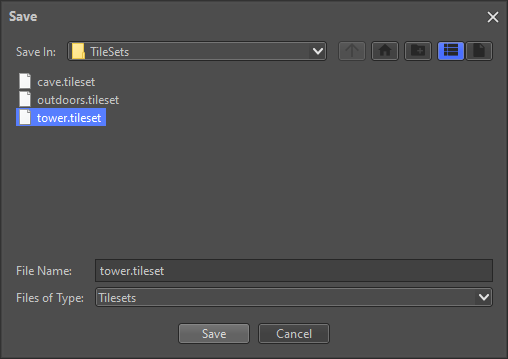 Save
Save In: TileSets
cave.tileset
outdoors.tileset
tower.tileset
File Name: tower.tileset
Files of Type: Tilesets
Save Cancel